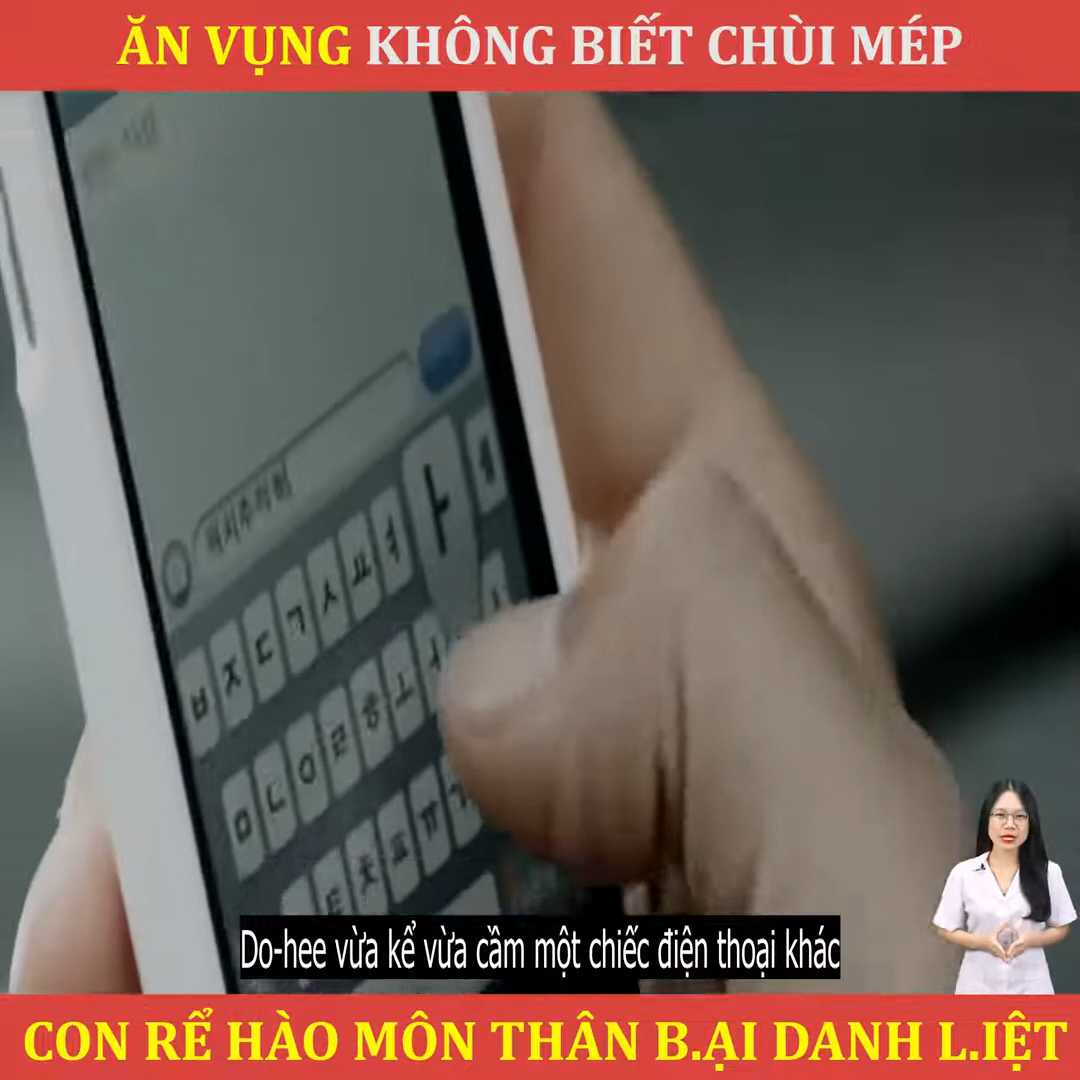 ĂN VỤNG KHÔNG BIẾT CHÙI MÉP
ㅂ ㅈ ㄷ ㄱ ㅅ ㅛ ㅕ ㅑ ㅐ
ㅁ ㄴ ㅇ ㄹ ㅎ ㅗ ㅓ
ㅌ ㅊ ㅍ ㅠ
Do-hee vừa kể vừa cầm một chiếc điện thoại khác
CON RỂ HÀO MÔN THÂN B.ẠI DANH L.IỆT